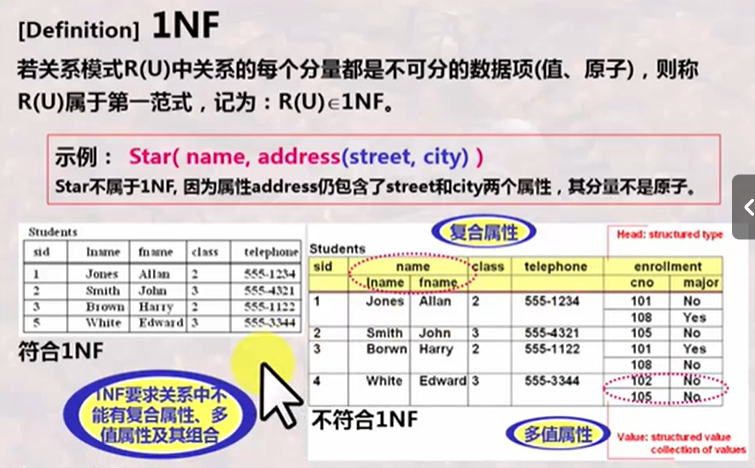 [Definition] 1NF
若关系模式R(U)中关系的每个分量都是不可分的数据项(值、原子)，则称
R(U)属于第一范式，记为：R(U)∈1NF。
示例： Star( name, address(street, city) )
Star不属于1NF, 因为属性address仍包含了street和city两个属性，其分量不是原子。
Students
sid lname fname class telephone
1 Jones Allan 2 555-1234
2 Smith John 3 555-4321
3 Brown Harry 2 555-1122
5 White Edward 3 555-3344
符合1NF
1NF要求关系中不
能有复合属性、多
值属性及其组合
复合属性
Head: structured type
Students
sid name class telephone enrollment
lname fname cno major
1 Jones Allan 2 555-1234 101 No
108 Yes
2 Smith John 3 555-4321 105 No
3 Borwn Harry 2 555-1122 101 Yes
108 No
4 White Edward 3 555-3344 102 No
105 No
不符合1NF
多值属性
Value: structured value
collection of values